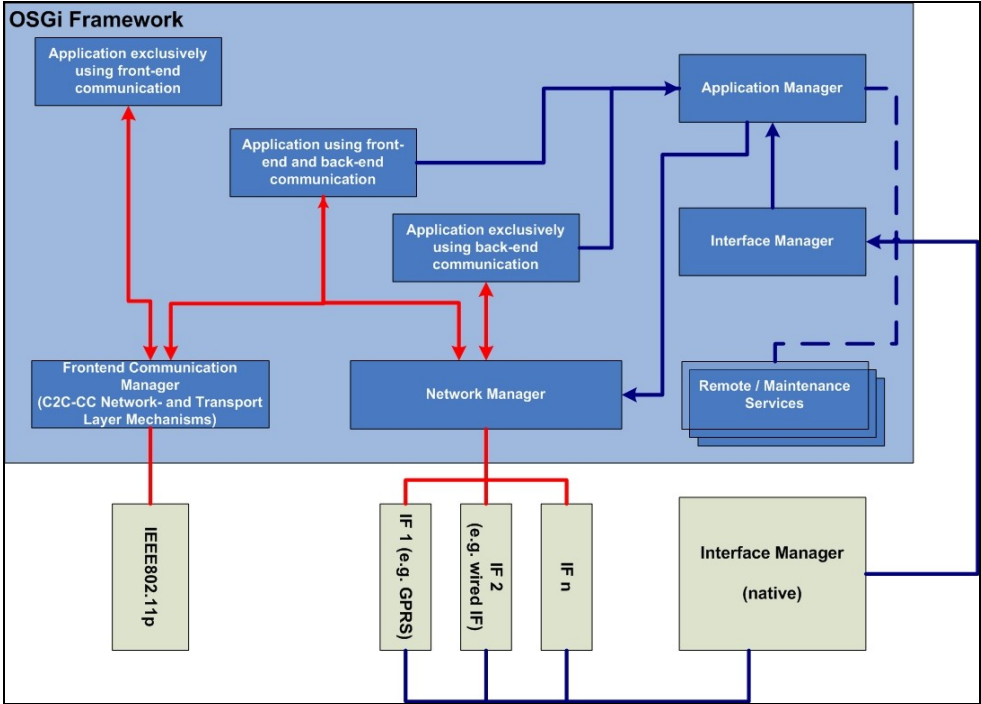 OSGi Framework
Application exclusively
using front-end
communication
Application Manager
Application using front-
end and back-end
communication
Application exclusively
using back-end
communication
Interface Manager
Frontend Communication
Manager
(C2C-CC Network- and Transport
Layer Mechanisms)
Network Manager
Remote / Maintenance
Services
IEEE802.11p
IF 1 (e.g. GPRS)
IF 2
(e.g. wired IF)
IF n
Interface Manager
(native)